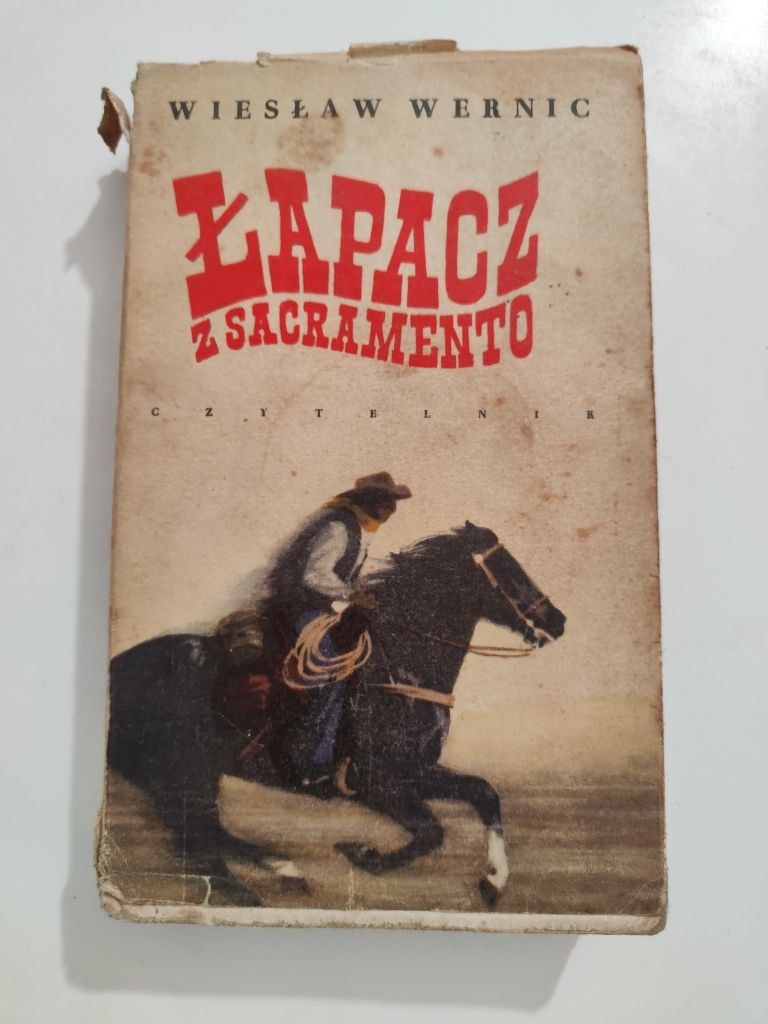 WIESŁAW WERNIC
ŁAPACZ
Z SACRAMENTO
CZYTELNIK